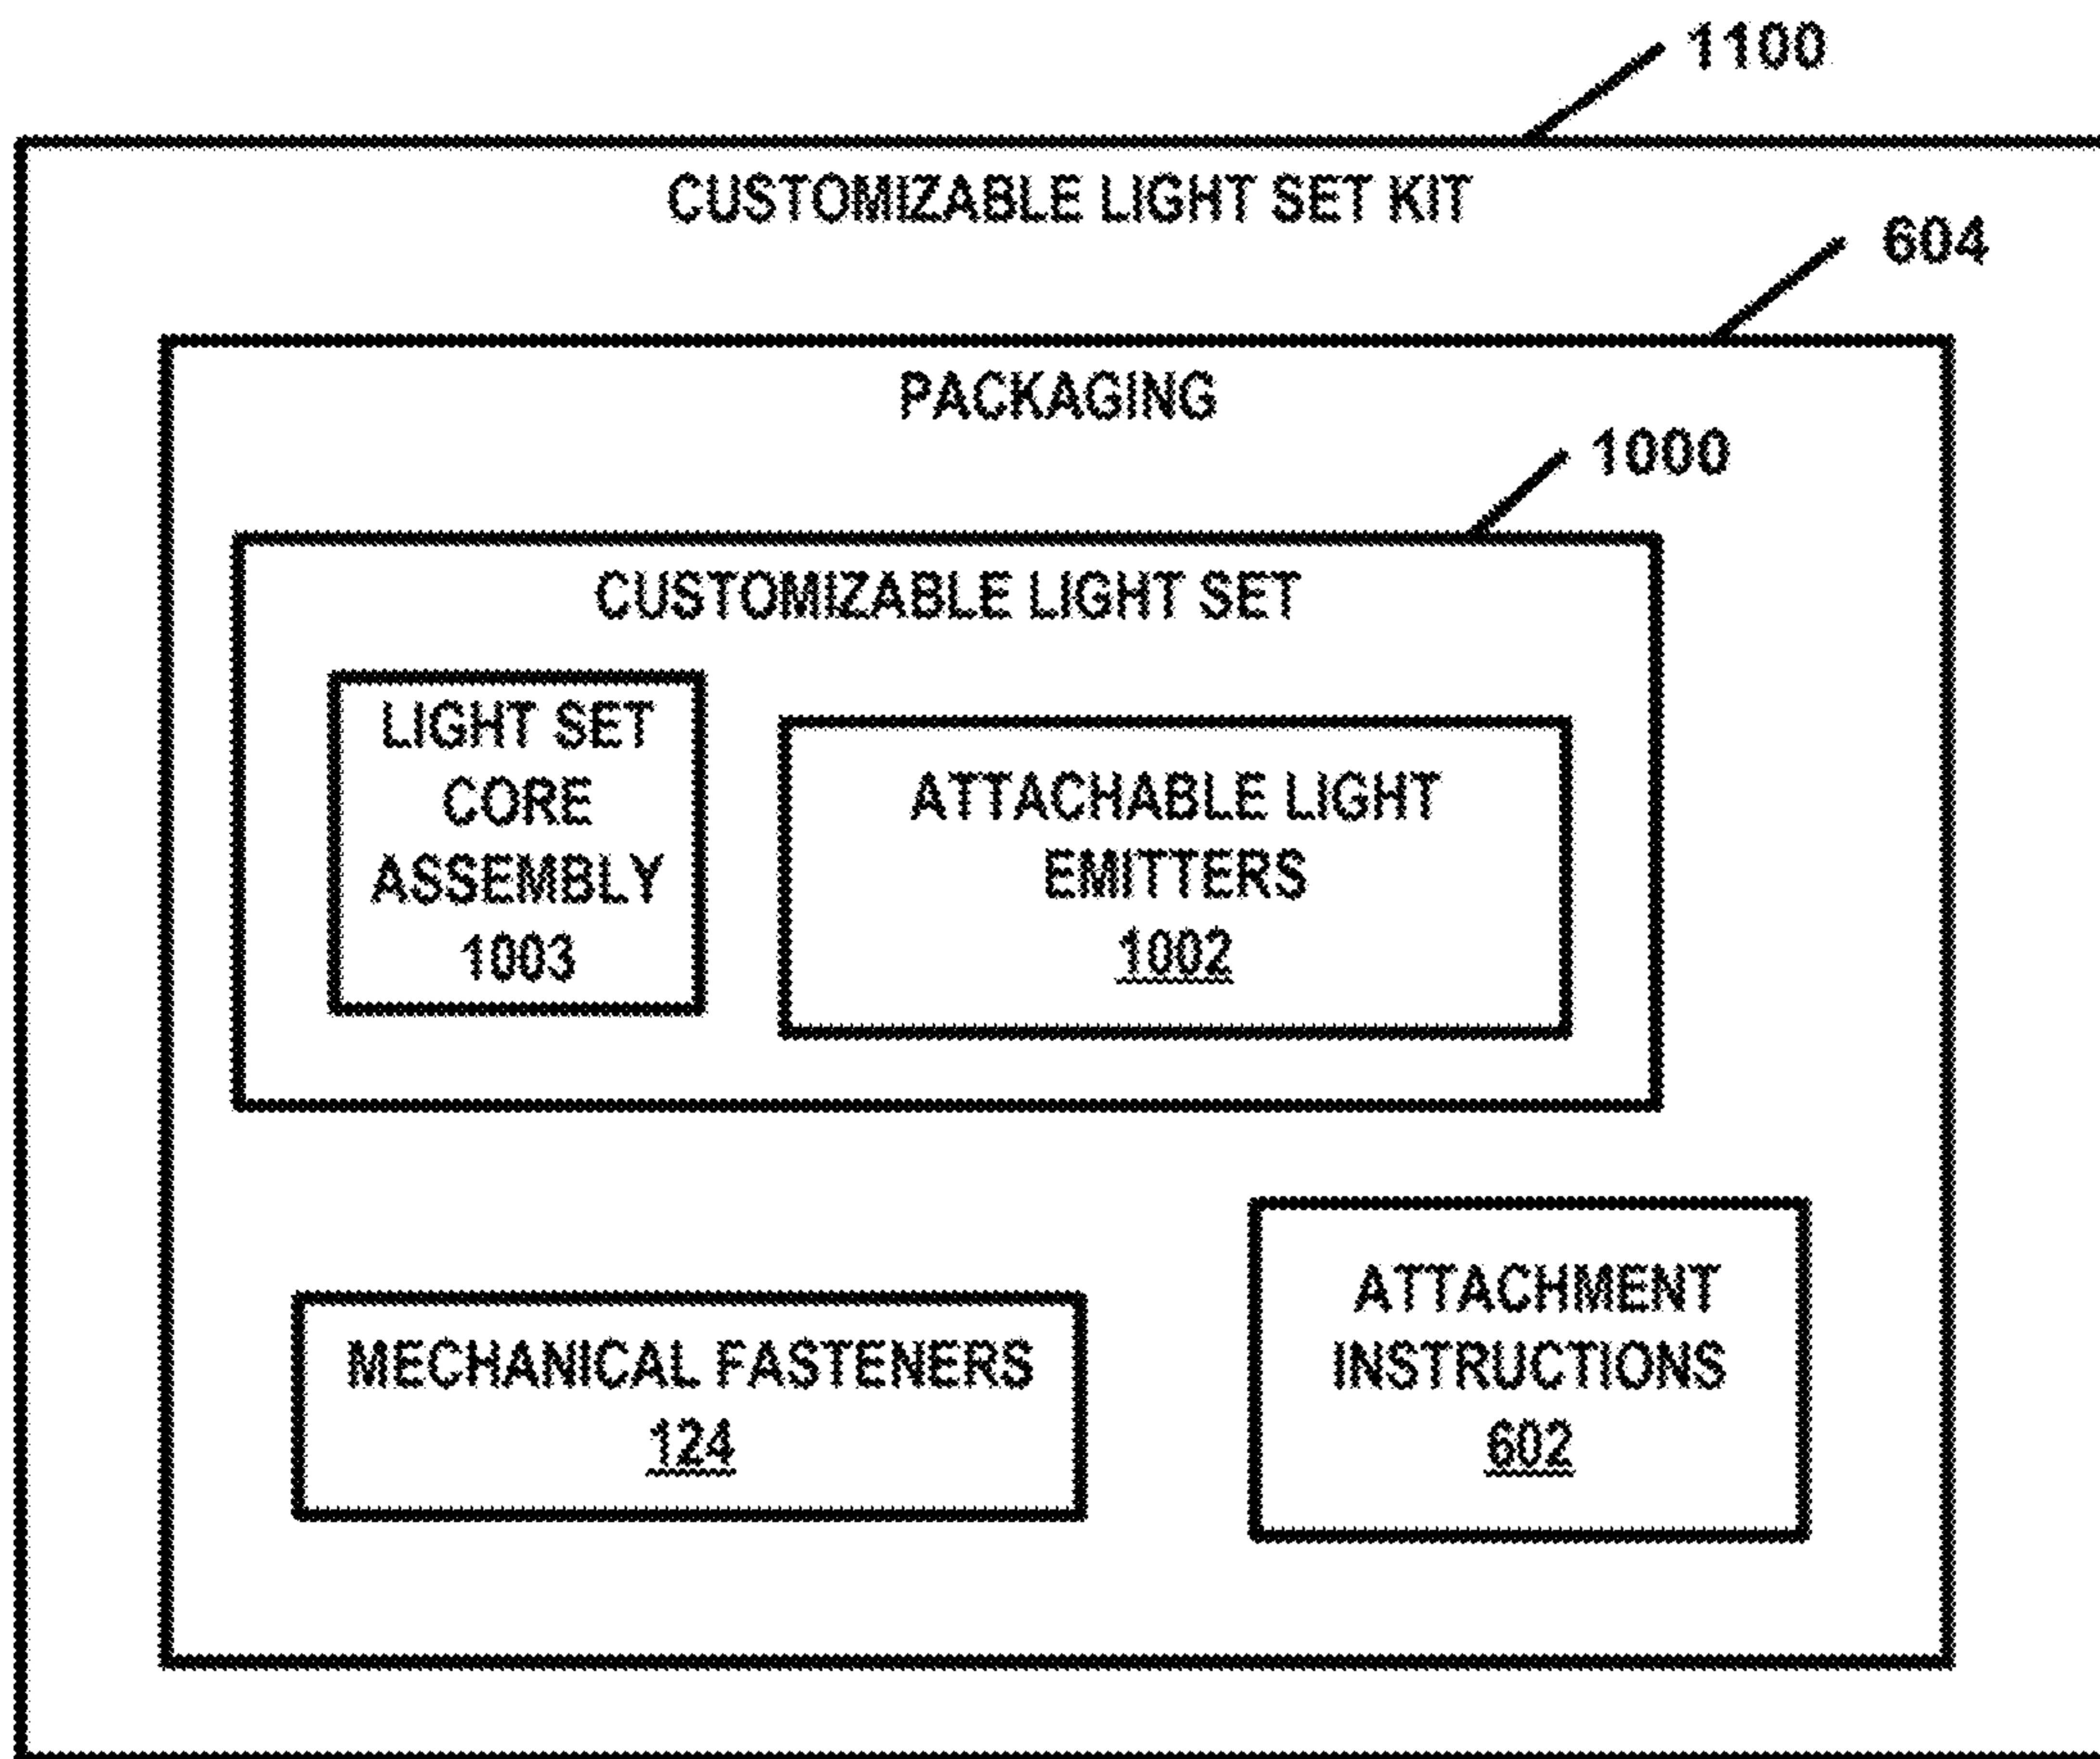 1100
CUSTOMIZABLE LIGHT SET KIT
604
PACKAGING
1000
CUSTOMIZABLE LIGHT SET
LIGHT SET
CORE
ASSEMBLY
1003
ATTACHABLE LIGHT
EMITTERS
1002
MECHANICAL FASTENERS
124
ATTACHMENT
INSTRUCTIONS
602